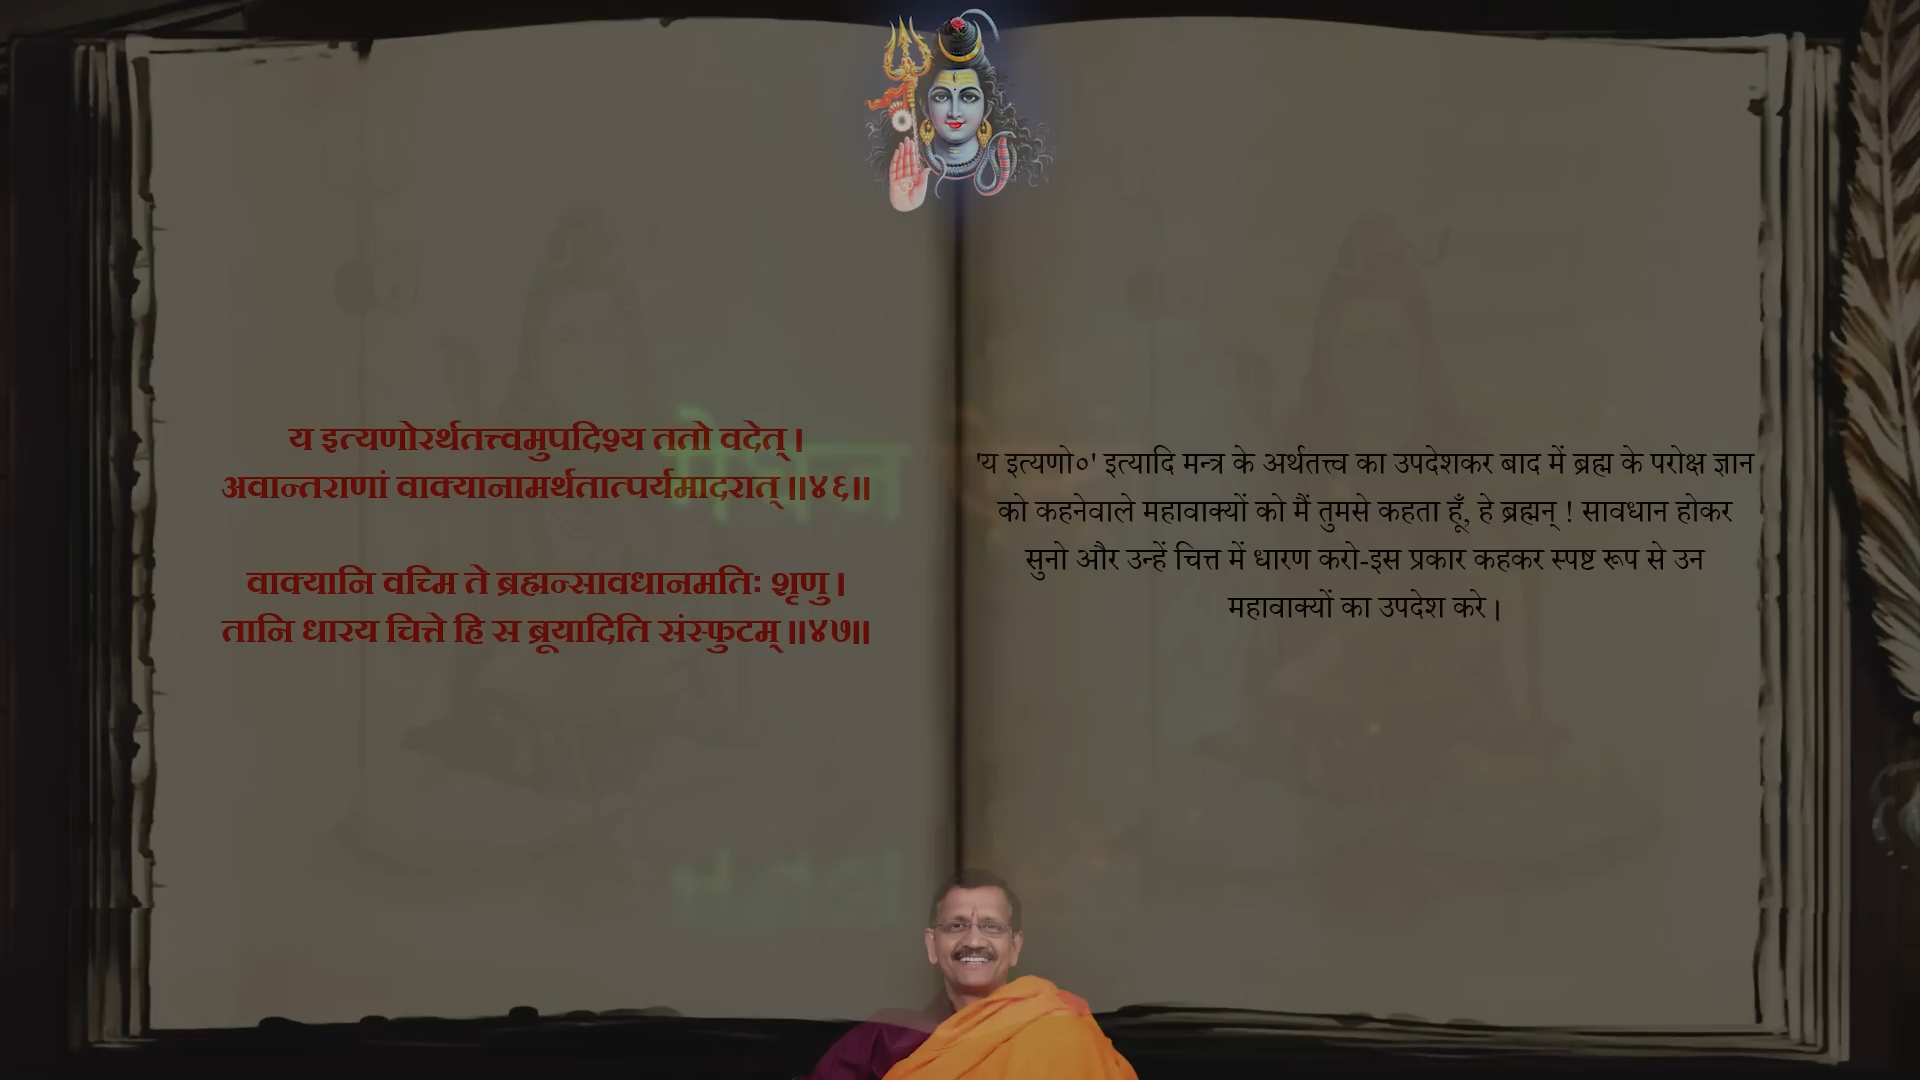 य इत्यणोरर्थतत्त्वमुपदिश्य ततो वदेत् ।
अवान्तराणां वाक्यानामर्थतात्पर्यमादरात् ॥४६॥
वाक्यानि वच्मि ते ब्रह्मन्सावधानमतिः शृणु ।
तानि धारय चित्ते हि स ब्रूयादिति संस्फुटम् ॥४७॥
'य इत्यणो०' इत्यादि मन्त्र के अर्थतत्त्व का उपदेशकर बाद में ब्रह्म के परोक्ष ज्ञान
को कहनेवाले महावाक्यों को मैं तुमसे कहता हूँ, हे ब्रह्मन् ! सावधान होकर
सुनो और उन्हें चित्त में धारण करो-इस प्रकार कहकर स्पष्ट रूप से उन
महावाक्यों का उपदेश करे ।